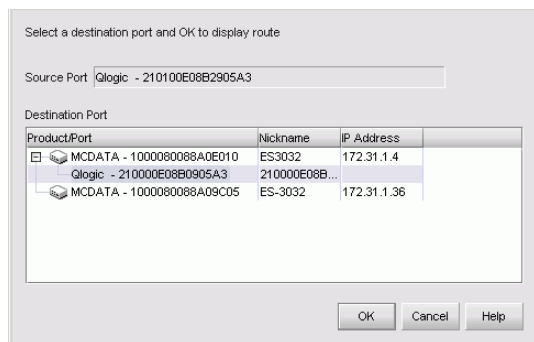 Select a destination port and OK to display route
Source Port Qlogic - 210100E08B2905A3
Destination Port
Product/Port Nickname IP Address
MCDATA - 1000080088A0E010 ES3032 172.31.1.4
Qlogic - 210000E08B0905A3 210000E08B...
MCDATA - 1000080088A09C05 ES-3032 172.31.1.36
OK Cancel Help